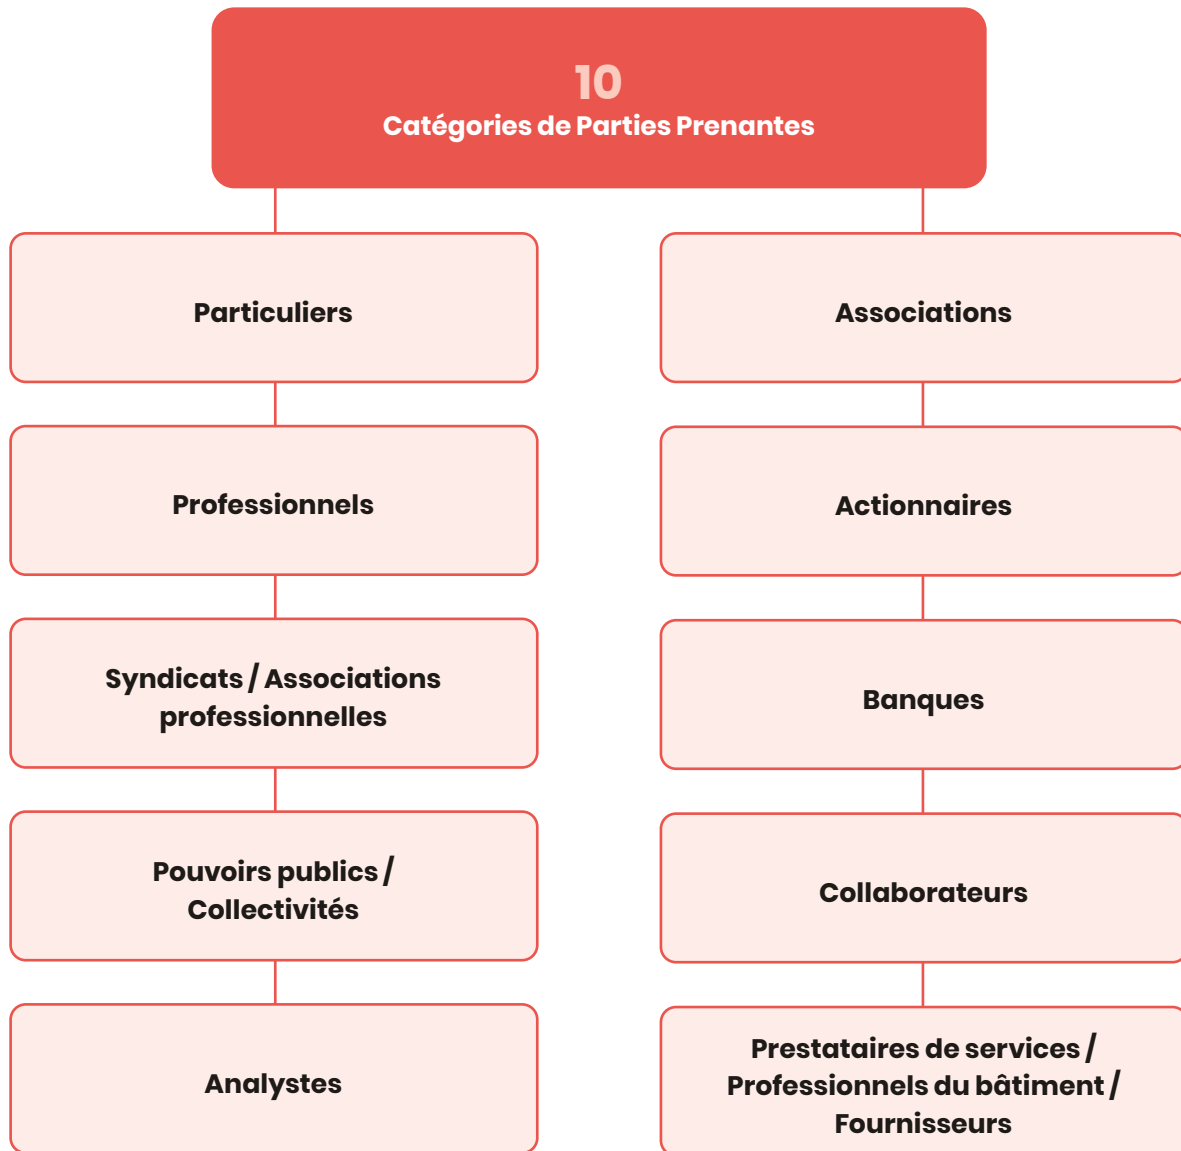 10
Catégories de Parties Prenantes
Particuliers
Professionnels
Syndicats / Associations
professionnelles
Pouvoirs publics /
Collectivités
Analystes
Associations
Actionnaires
Banques
Collaborateurs
Prestataires de services /
Professionnels du bâtiment /
Fournisseurs